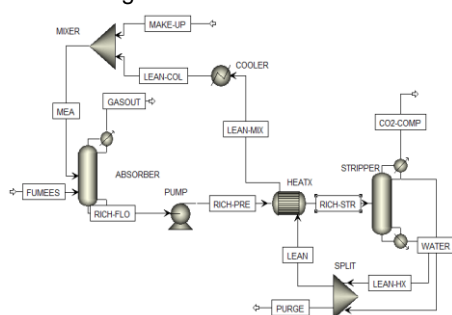 MAKE-UP
MIXER
COOLER
LEAN-COL
GASOUT
CO2-COMP
MEA
LEAN-MIX
ABSORBER
HEATX
STRIPPER
PUMP
FUMEES
RICH-PRE
RICH-STR
RICH-FLO
WATER
LEAN
SPLIT
LEAN-HX
PURGE